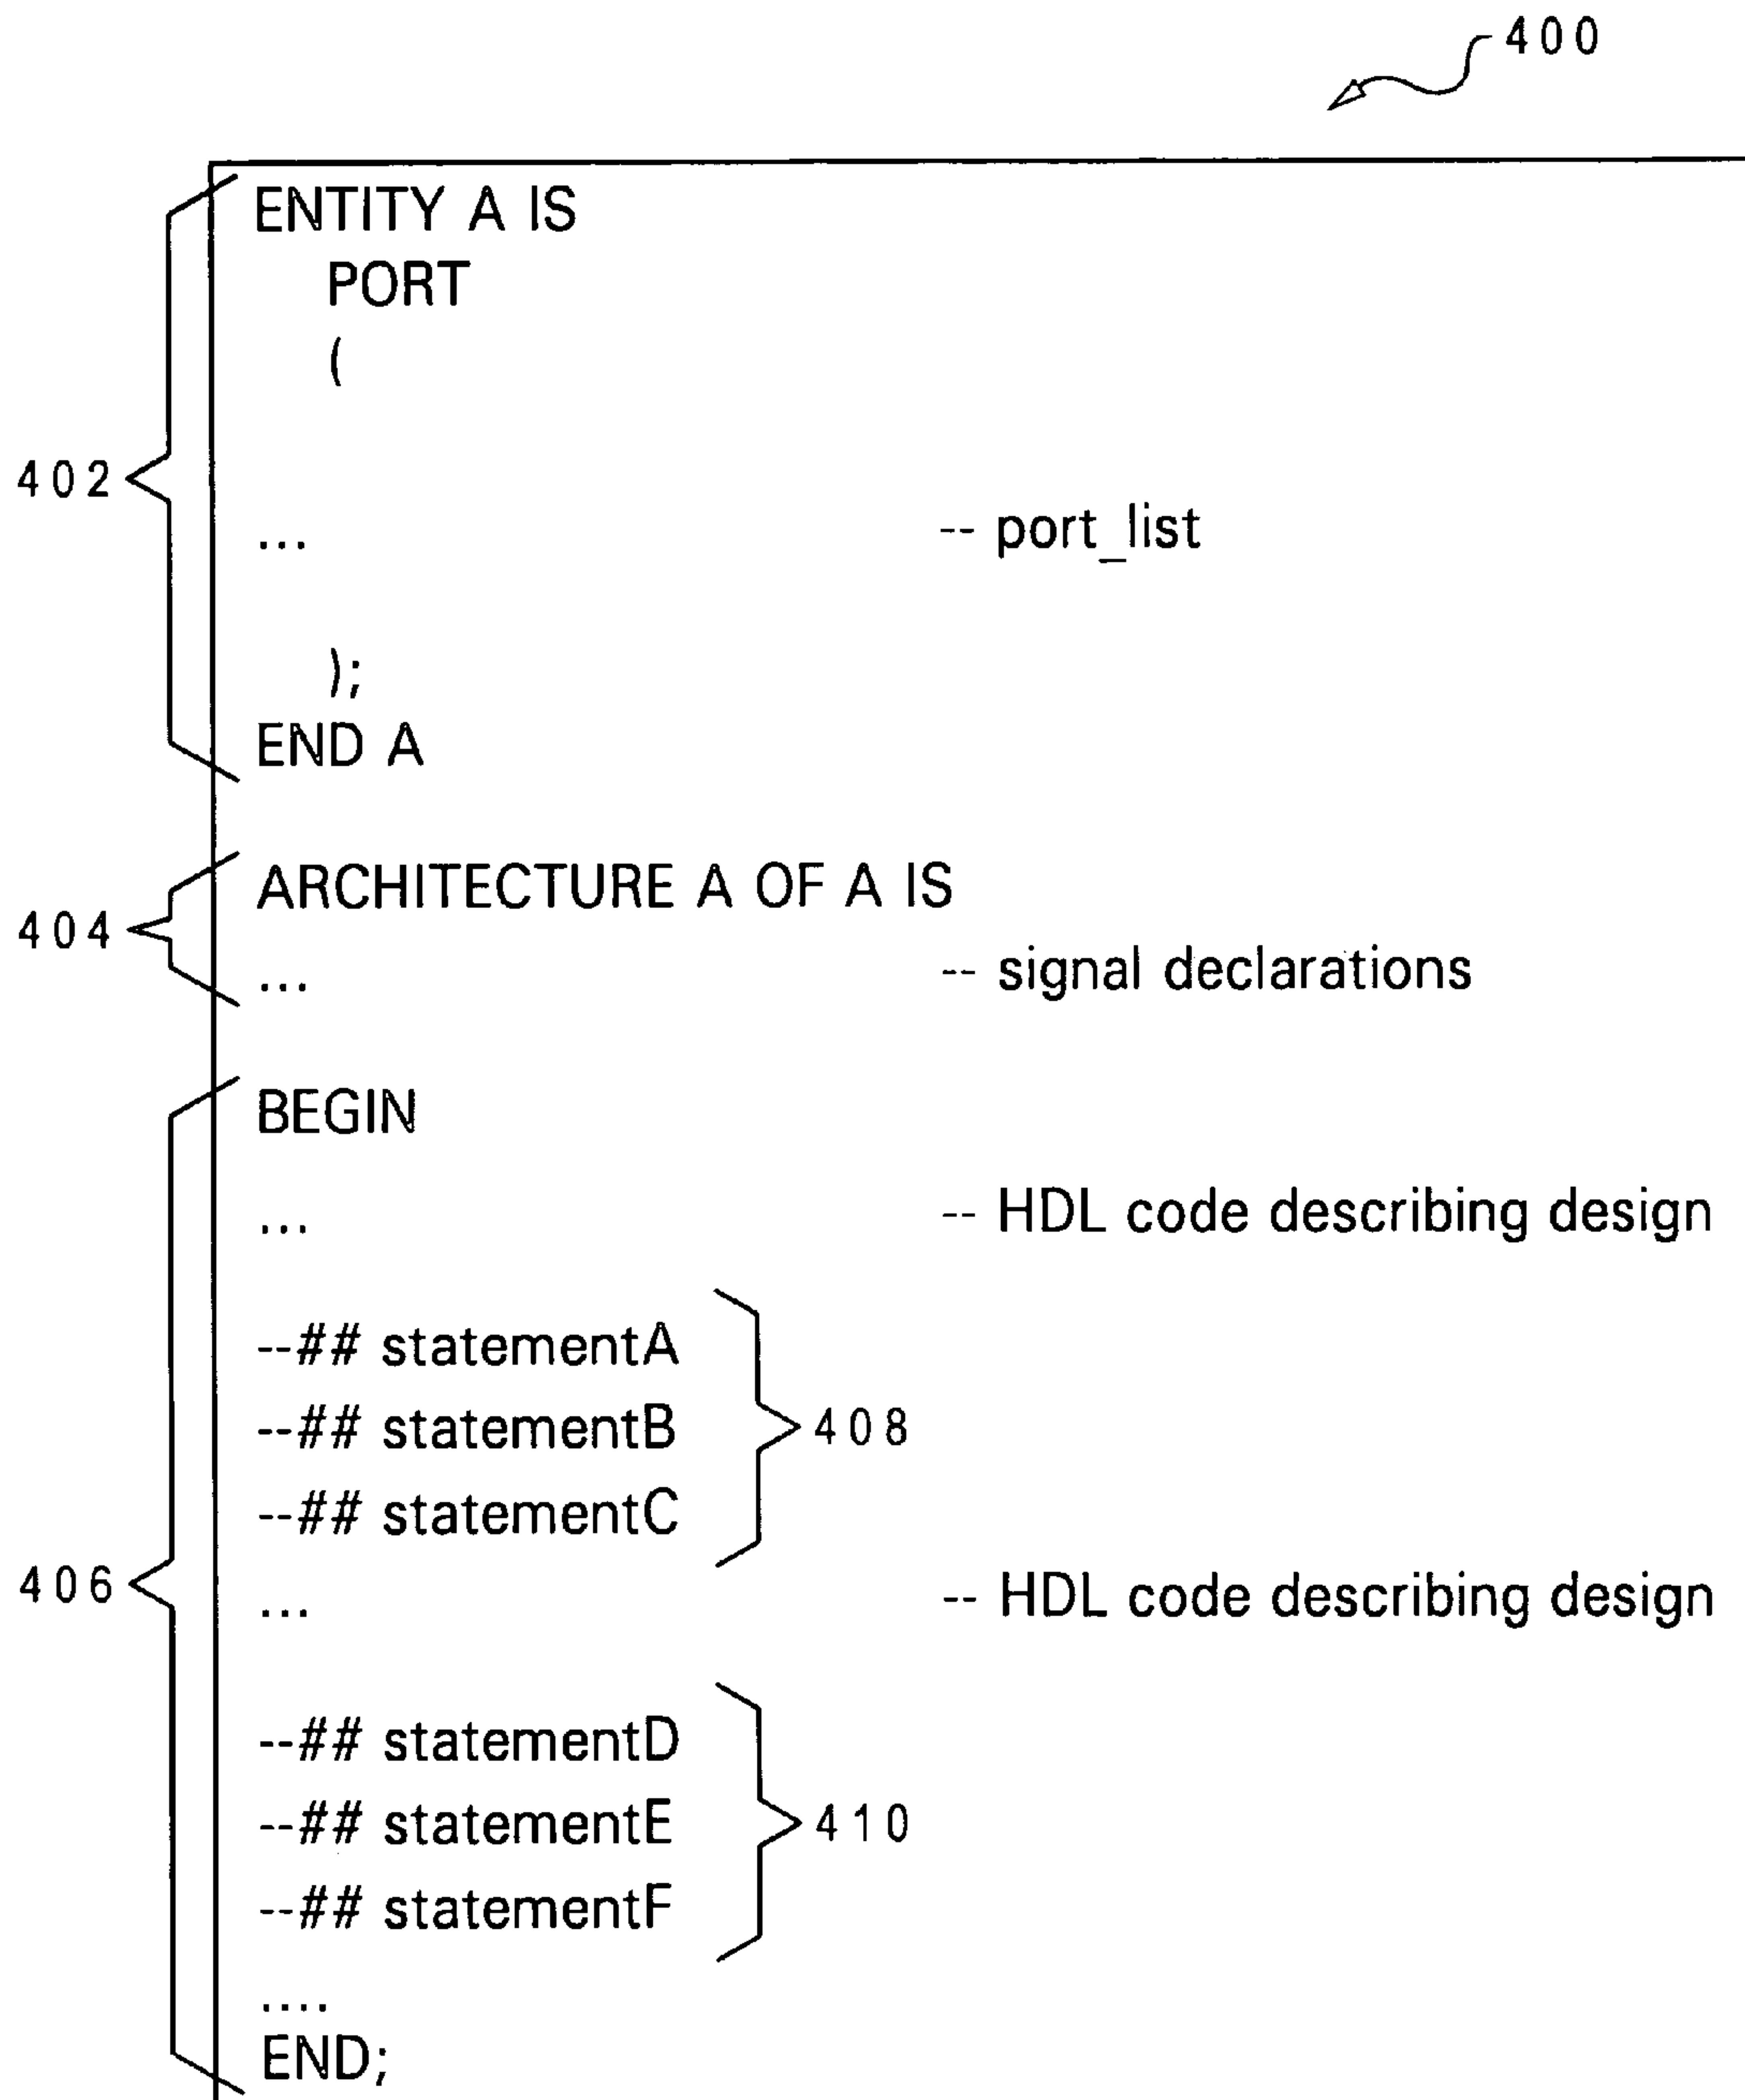 400
ENTITY A IS
PORT
(
402
... -- port_list
);
END A
ARCHITECTURE A OF A IS
404
... -- signal declarations
BEGIN
... -- HDL code describing design
--## statementA
--## statementB 408
--## statementC
406
... -- HDL code describing design
--## statementD
--## statementE 410
--## statementF
....
END;